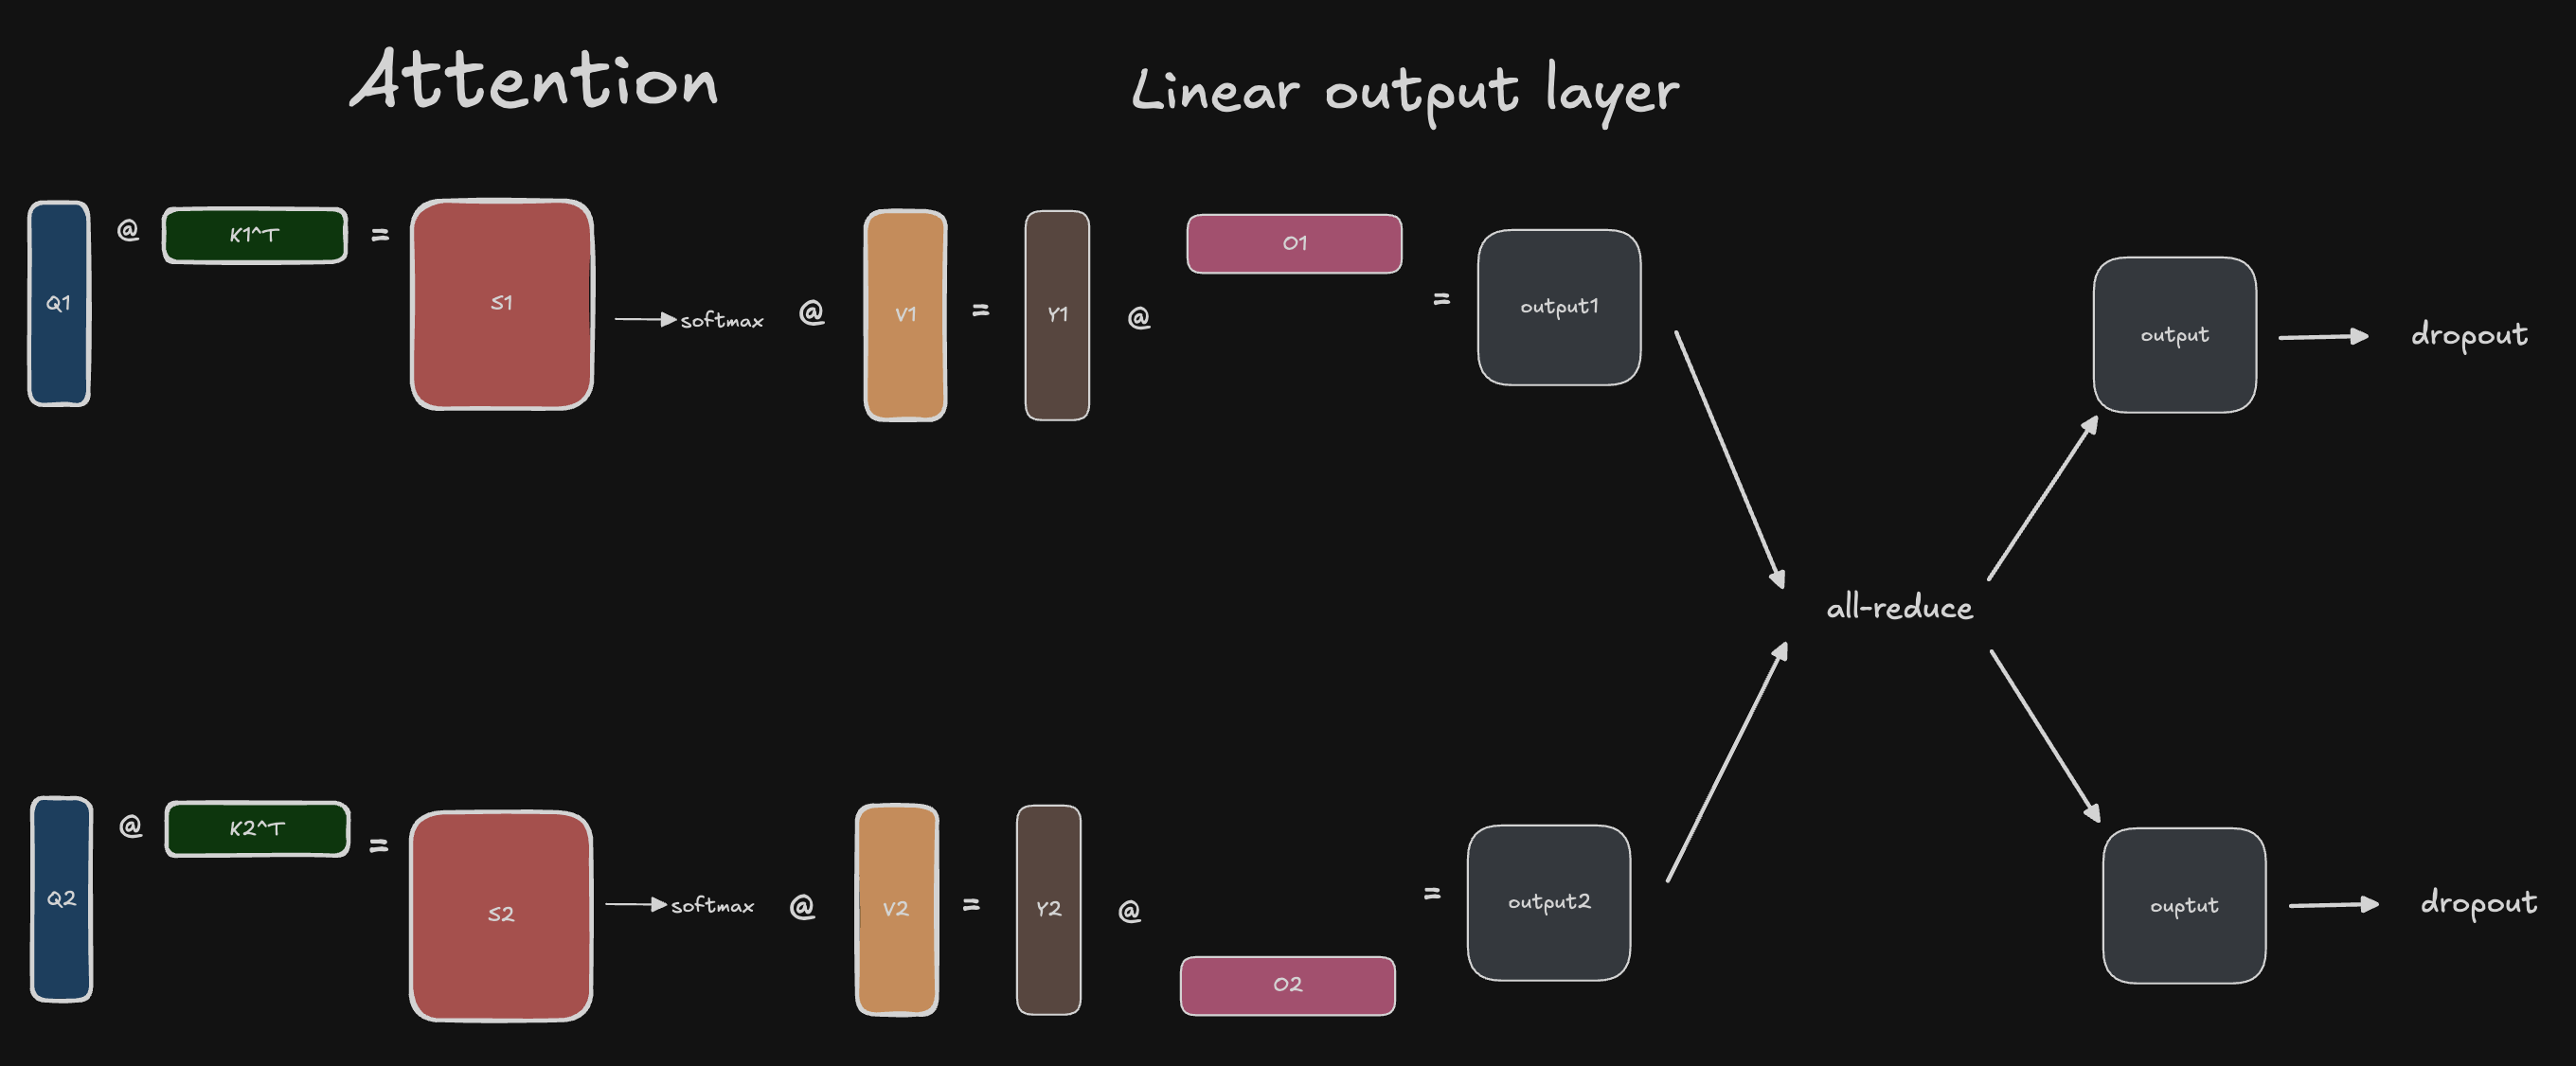 Attention
Linear output layer
Q1 @ K1^T = S1 softmax @ V1 = Y1 @ O1 = output1
output dropout
all-reduce
Q2 @ K2^T = S2 softmax @ V2 = Y2 @ O2 = output2
ouptut dropout